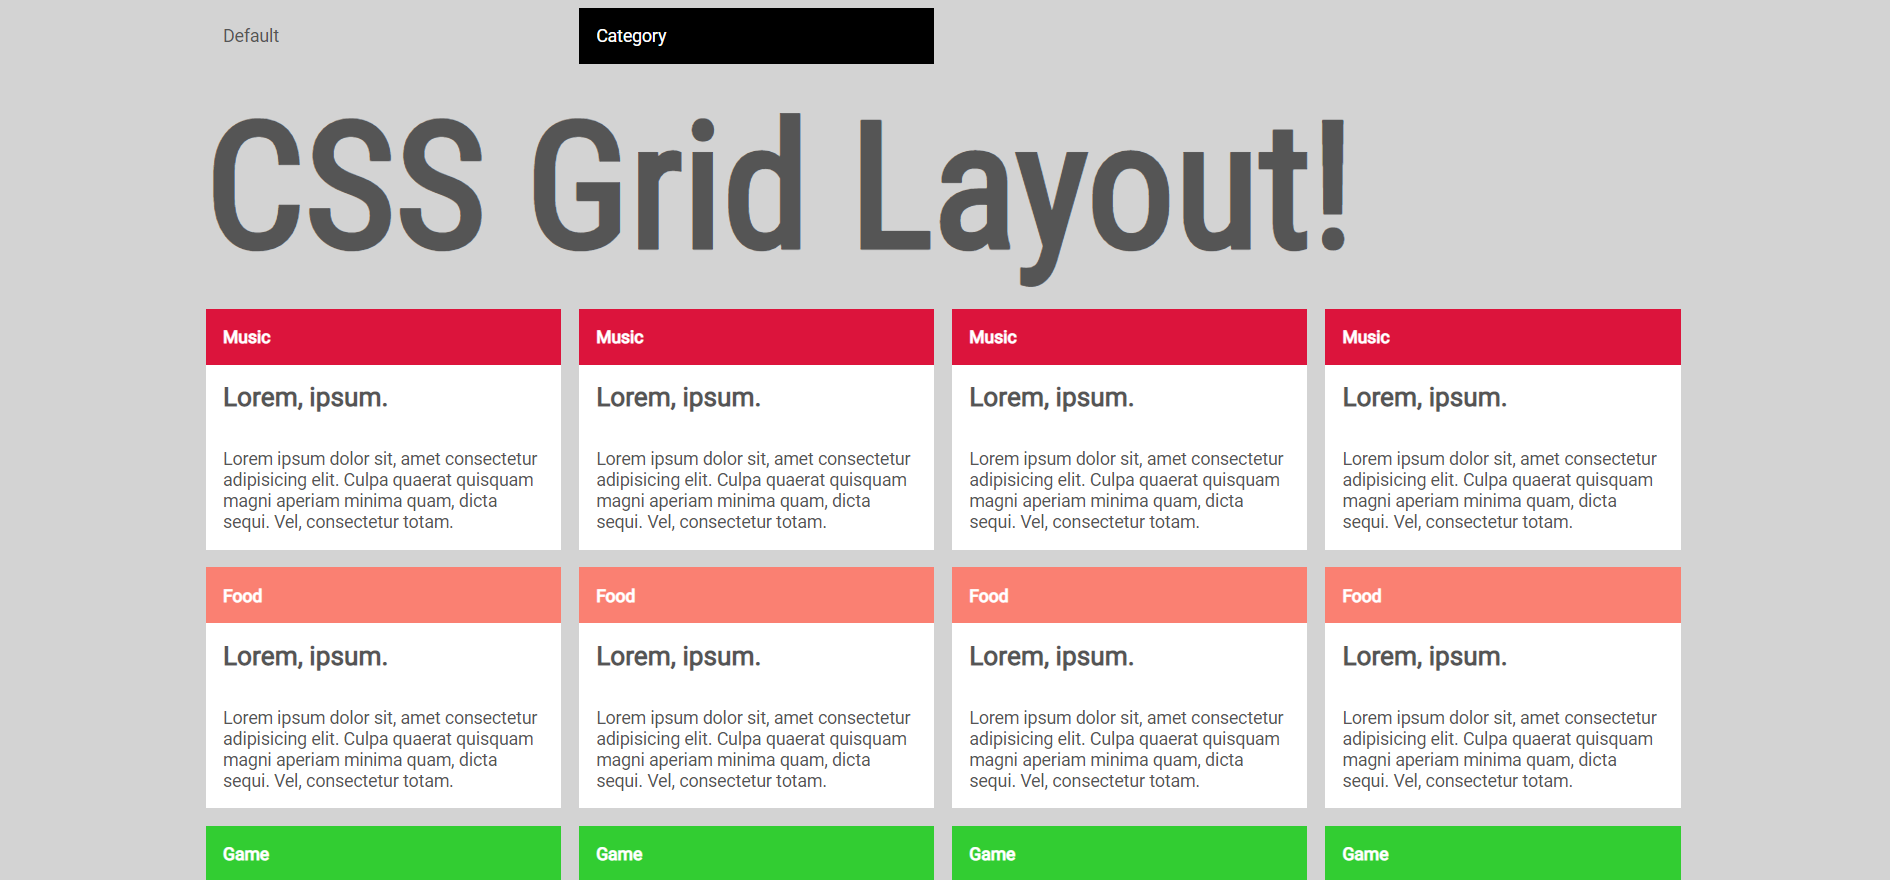 Default
Category
CSS Grid Layout!
Music
Music
Music
Music
Lorem, ipsum.
Lorem, ipsum.
Lorem, ipsum.
Lorem, ipsum.
Lorem ipsum dolor sit, amet consectetur
adipisicing elit. Culpa quaerat quisquam
magni aperiam minima quam, dicta
sequi. Vel, consectetur totam.
Lorem ipsum dolor sit, amet consectetur
adipisicing elit. Culpa quaerat quisquam
magni aperiam minima quam, dicta
sequi. Vel, consectetur totam.
Lorem ipsum dolor sit, amet consectetur
adipisicing elit. Culpa quaerat quisquam
magni aperiam minima quam, dicta
sequi. Vel, consectetur totam.
Lorem ipsum dolor sit, amet consectetur
adipisicing elit. Culpa quaerat quisquam
magni aperiam minima quam, dicta
sequi. Vel, consectetur totam.
Food
Food
Food
Food
Lorem, ipsum.
Lorem, ipsum.
Lorem, ipsum.
Lorem, ipsum.
Lorem ipsum dolor sit, amet consectetur
adipisicing elit. Culpa quaerat quisquam
magni aperiam minima quam, dicta
sequi. Vel, consectetur totam.
Lorem ipsum dolor sit, amet consectetur
adipisicing elit. Culpa quaerat quisquam
magni aperiam minima quam, dicta
sequi. Vel, consectetur totam.
Lorem ipsum dolor sit, amet consectetur
adipisicing elit. Culpa quaerat quisquam
magni aperiam minima quam, dicta
sequi. Vel, consectetur totam.
Lorem ipsum dolor sit, amet consectetur
adipisicing elit. Culpa quaerat quisquam
magni aperiam minima quam, dicta
sequi. Vel, consectetur totam.
Game
Game
Game
Game